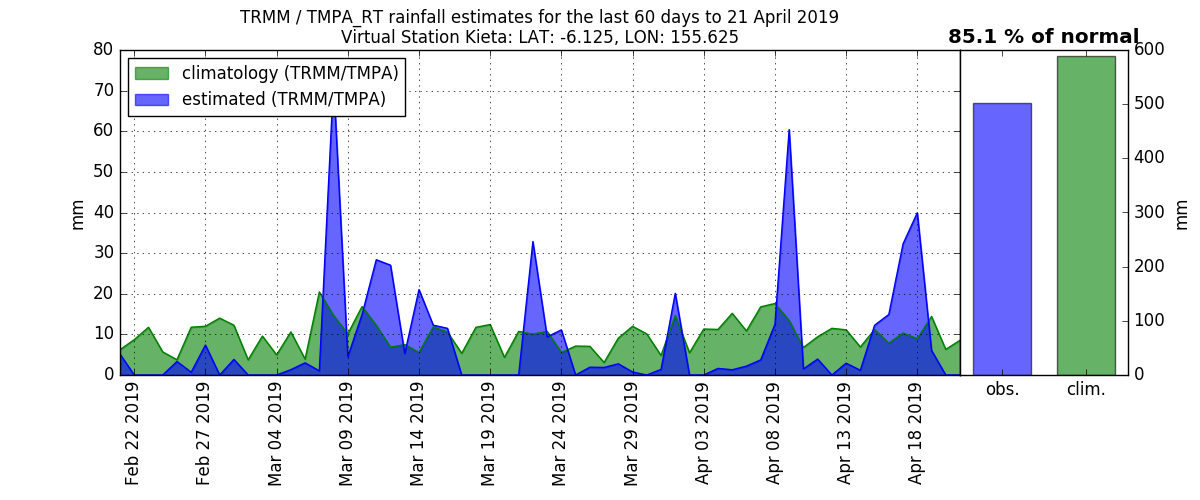 TRMM / TMPA_RT rainfall estimates for the last 60 days to 21 April 2019
Virtual Station Kieta: LAT: -6.125, LON: 155.625
85.1 % of normal
climatology (TRMM/TMPA)
estimated (TRMM/TMPA)
mm
80
70
60
50
40
30
20
10
0
Feb 22 2019
Feb 27 2019
Mar 04 2019
Mar 09 2019
Mar 14 2019
Mar 19 2019
Mar 24 2019
Mar 29 2019
Apr 03 2019
Apr 08 2019
Apr 13 2019
Apr 18 2019
obs.
clim.
600
500
400
300
200
100
0
mm